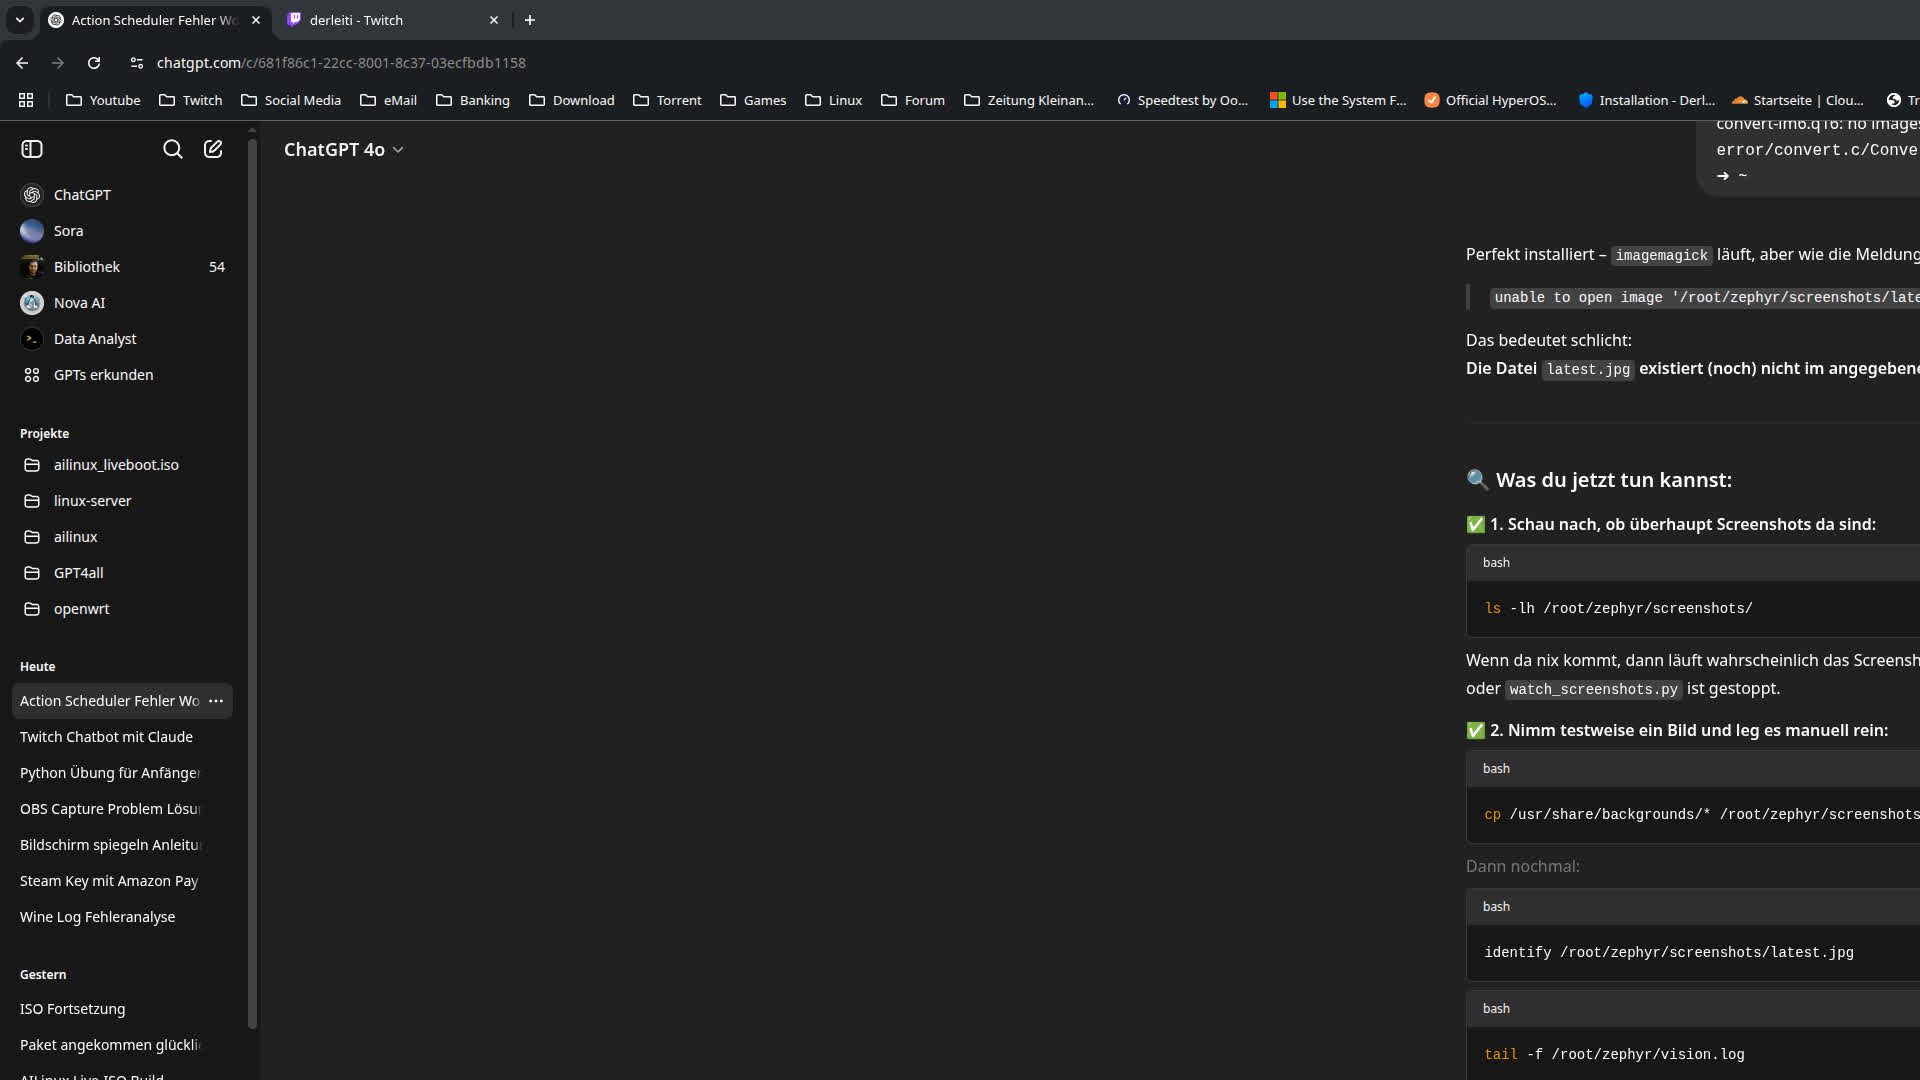 Action Scheduler Fehler Wo
derleiti - Twitch
chatgpt.com/c/681f86c1-22cc-8001-8c37-03ecfbdb1158
Youtube
Twitch
Social Media
eMail
Banking
Download
Torrent
Games
Linux
Forum
Zeitung Kleinan...
Speedtest by Oo...
Use the System F...
Official HyperOS...
Installation - Derl...
Startseite | Clou...
Tr
ChatGPT
Sora
Bibliothek 54
Nova AI
Data Analyst
GPTs erkunden
Projekte
ailinux_liveboot.iso
linux-server
ailinux
GPT4all
openwrt
Heute
Action Scheduler Fehler Wo
Twitch Chatbot mit Claude
Python Übung für Anfänger
OBS Capture Problem Lösu
Bildschirm spiegeln Anleitu
Steam Key mit Amazon Pay
Wine Log Fehleranalyse
Gestern
ISO Fortsetzung
Paket angekommen glückli
AILinux Live ISO Build
ChatGPT 4o
convert-im6.q16: no images
error/convert.c/Conve
➜ ~
Perfekt installiert – imagemagick läuft, aber wie die Meldung
unable to open image '/root/zephyr/screenshots/late
Das bedeutet schlicht:
Die Datei latest.jpg existiert (noch) nicht im angegebene
🔍 Was du jetzt tun kannst:
✅ 1. Schau nach, ob überhaupt Screenshots da sind:
bash
ls -lh /root/zephyr/screenshots/
Wenn da nix kommt, dann läuft wahrscheinlich das Screensh
oder watch_screenshots.py ist gestoppt.
✅ 2. Nimm testweise ein Bild und leg es manuell rein:
bash
cp /usr/share/backgrounds/* /root/zephyr/screenshots
Dann nochmal:
bash
identify /root/zephyr/screenshots/latest.jpg
bash
tail -f /root/zephyr/vision.log